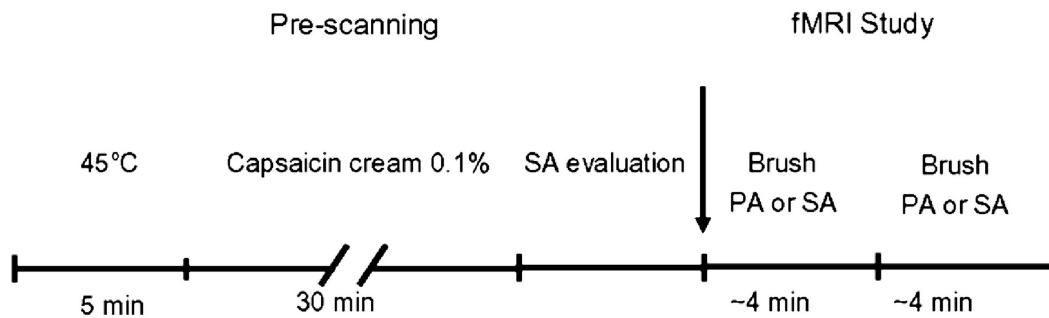 Pre-scanning fMRI Study
45°C Capsaicin cream 0.1% SA evaluation Brush Brush
PA or SA PA or SA
5 min 30 min ~4 min ~4 min